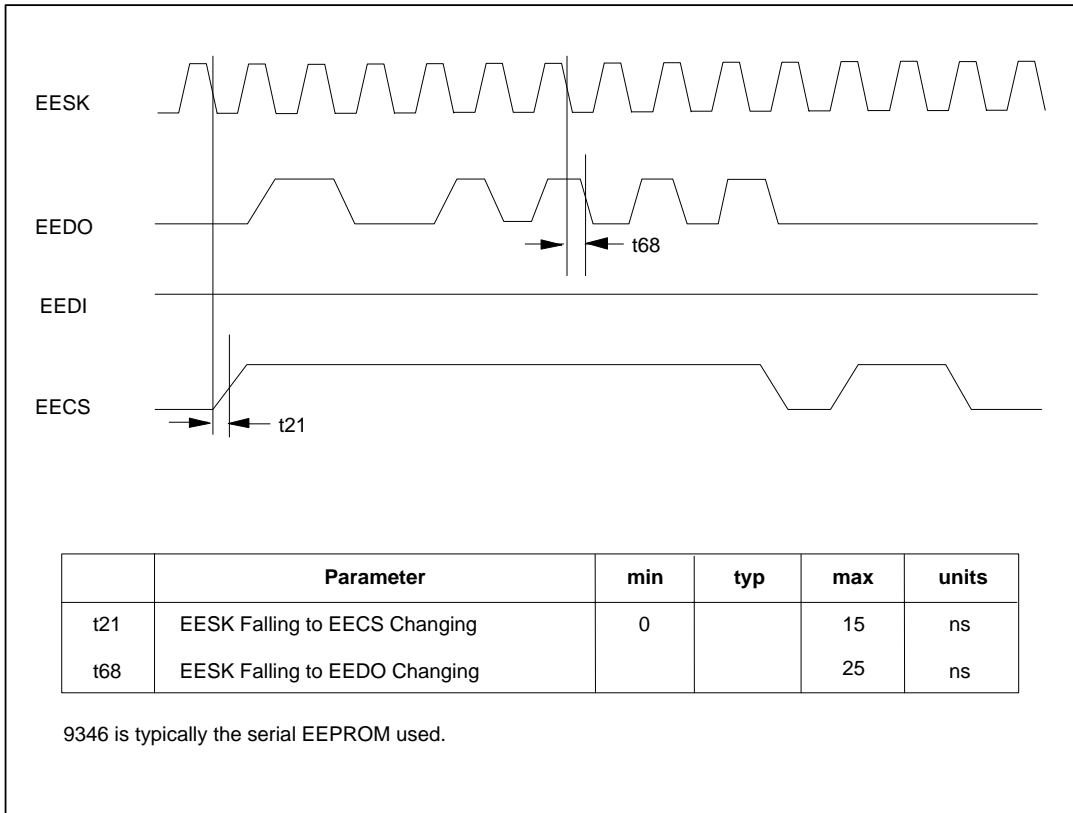 EESK
EEDO
t68
EEDI
EECS
t21
Parameter min typ max units
t21 EESK Falling to EECS Changing 0 15 ns
t68 EESK Falling to EEDO Changing 25 ns
9346 is typically the serial EEPROM used.